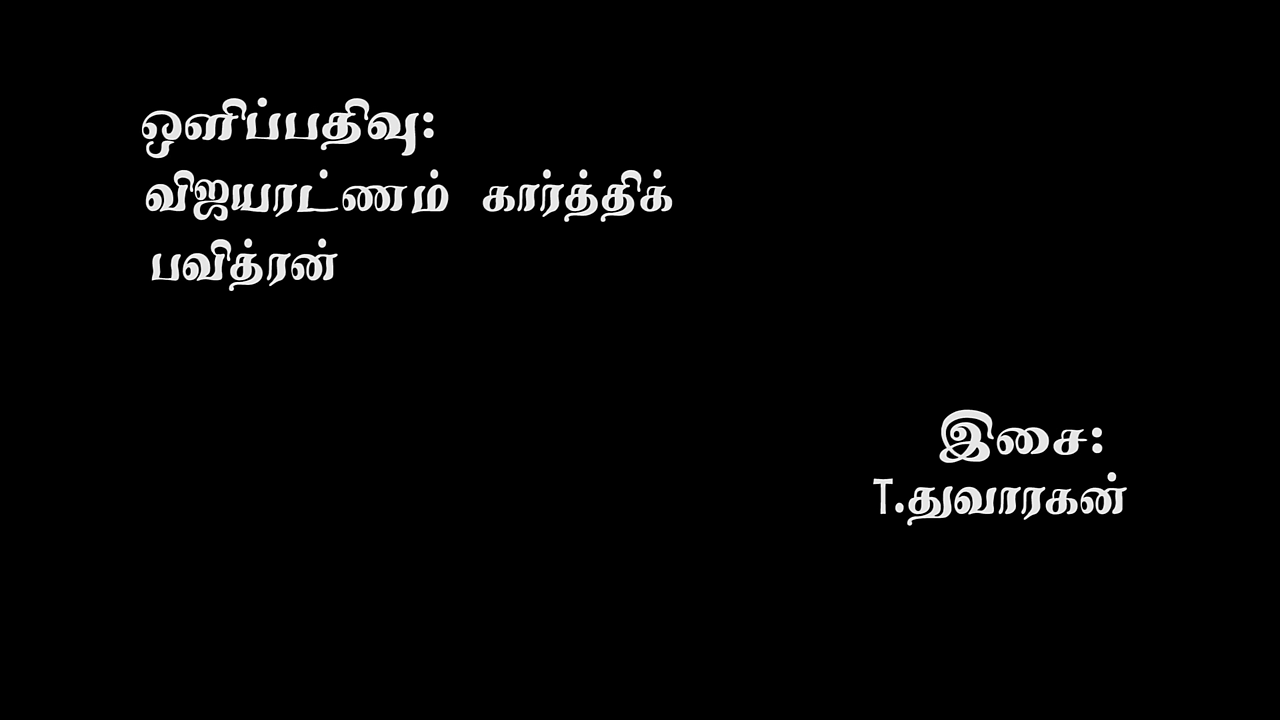 ஒளிப்பதிவு:
விஜயரட்ணம் கார்த்திக்
பவித்ரன்
இசை:
T.துவாரகன்